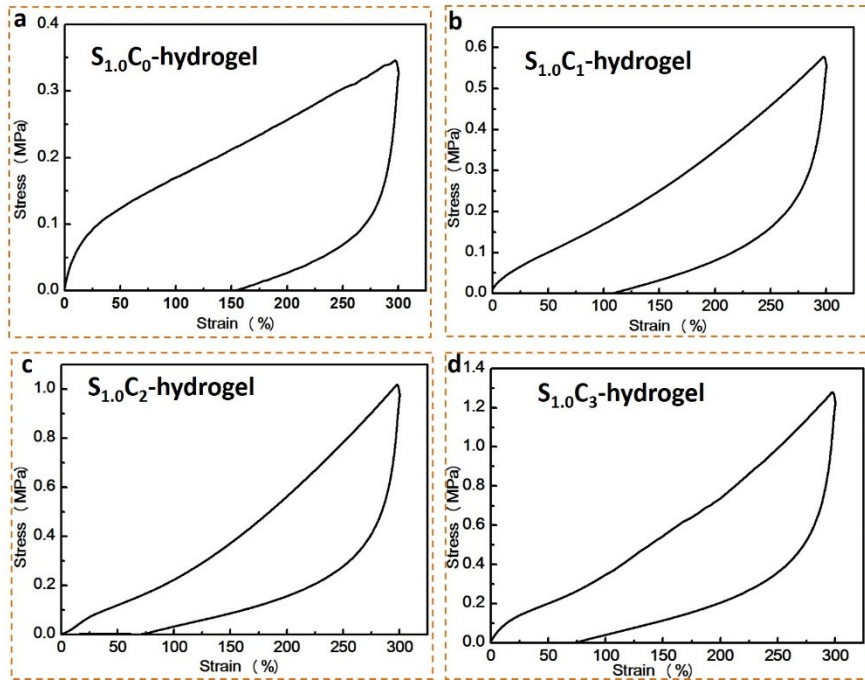 a
S1.0C0-hydrogel
Stress (MPa)
0.4
0.3
0.2
0.1
0.0
0 50 100 150 200 250 300
Strain (%)
b
S1.0C1-hydrogel
Stress (MPa)
0.6
0.5
0.4
0.3
0.2
0.1
0.0
0 50 100 150 200 250 300
Strain (%)
c
S1.0C2-hydrogel
Stress (MPa)
1.0
0.8
0.6
0.4
0.2
0.0
0 50 100 150 200 250 300
Strain (%)
d
S1.0C3-hydrogel
Stress (MPa)
1.4
1.2
1.0
0.8
0.6
0.4
0.2
0.0
0 50 100 150 200 250 300
Strain (%)